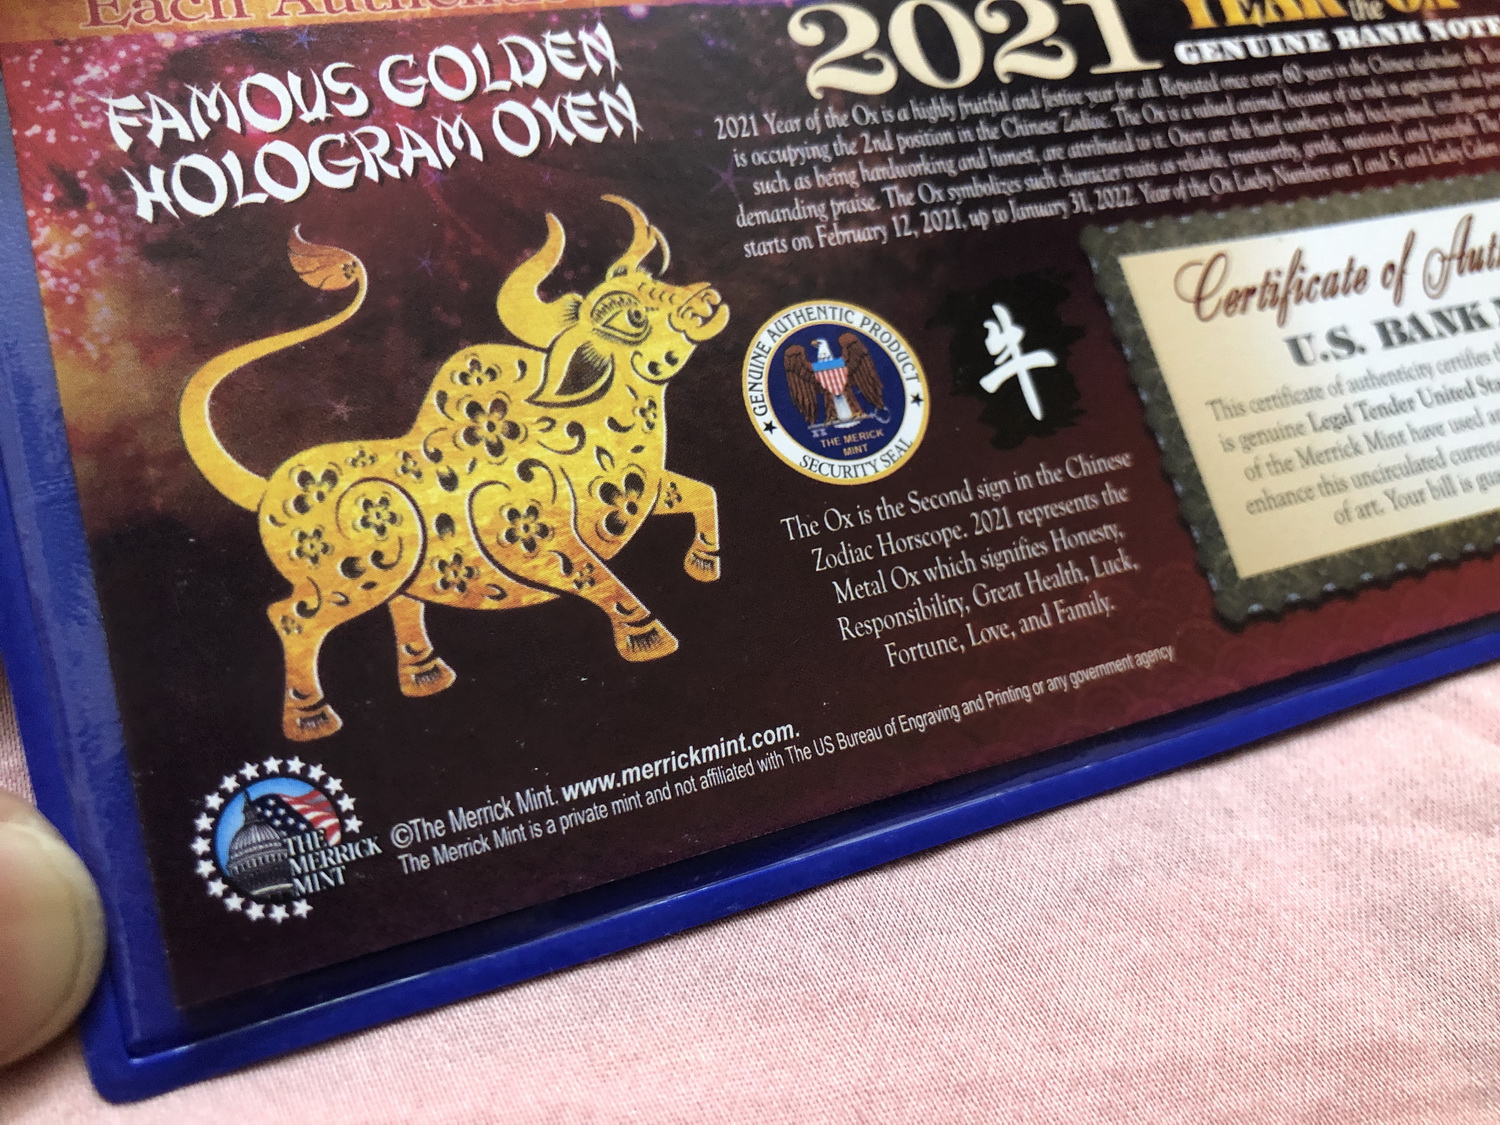 Each Authentic
FAMOUS GOLDEN
HOLOGRAM OXEN
2021
YEAR of the OX
GENUINE BANK NOTE
2021 Year of the Ox is a highly fruitful and festive year for all. Repeated once every 60 years in the Chinese calendar, the
is occupying the 2nd position in the Chinese Zodiac. The Ox is a valued animal, because of its role in agriculture and
such as being hardworking and honest, are attributed to it. Oxen are the hard workers in the background, intelligent
demanding praise. The Ox symbolizes such character traits as reliable, trustworthy, gentle, motivated and
starts on February 12, 2021, up to January 31, 2022. Year of the Ox Lucky Numbers are 1 and 5, and Lucky Colors
GENUINE AUTHENTIC PRODUCT
THE MERICK
MINT
SECURITY SEAL
牛
Certificate of
U.S. BANK
This certificate of authenticity certifies
is genuine Legal Tender United
of the Merrick Mint have used
enhance this uncirculated
of art. Your bill is
The Ox is the Second sign in the Chinese
Zodiac Horscope. 2021 represents the
Metal Ox which signifies Honesty,
Responsibility, Great Health, Luck,
Fortune, Love, and Family.
THE
MERRICK
MINT
©The Merrick Mint. www.merrickmint.com.
The Merrick Mint is a private mint and not affiliated with The US Bureau of Engraving and Printing or any government agency